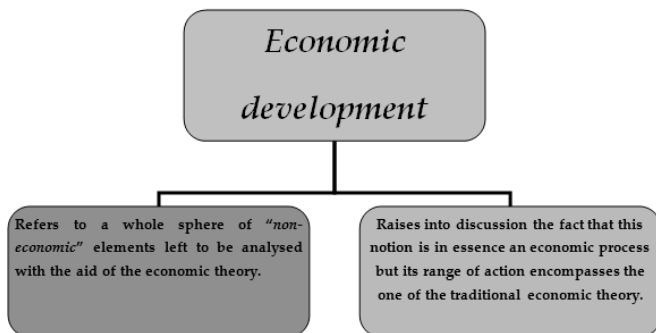 Economic
development
Refers to a whole sphere of “non-
economic” elements left to be analysed
with the aid of the economic theory.
Raises into discussion the fact that this
notion is in essence an economic process
but its range of action encompasses the
one of the traditional economic theory.